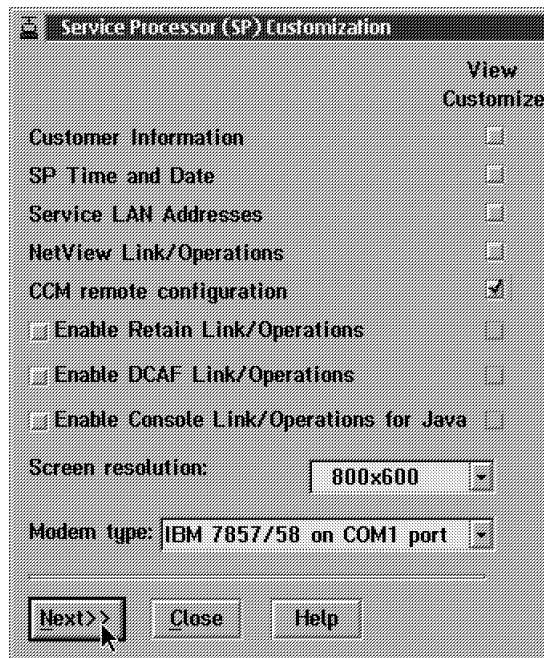 Service Processor (SP) Customization
View
Customize
Customer Information
SP Time and Date
Service LAN Addresses
NetView Link/Operations
CCM remote configuration
Enable Retain Link/Operations
Enable DCAF Link/Operations
Enable Console Link/Operations for Java
Screen resolution: 800x600
Modem type: IBM 7857/58 on COM1 port
Next>> Close Help